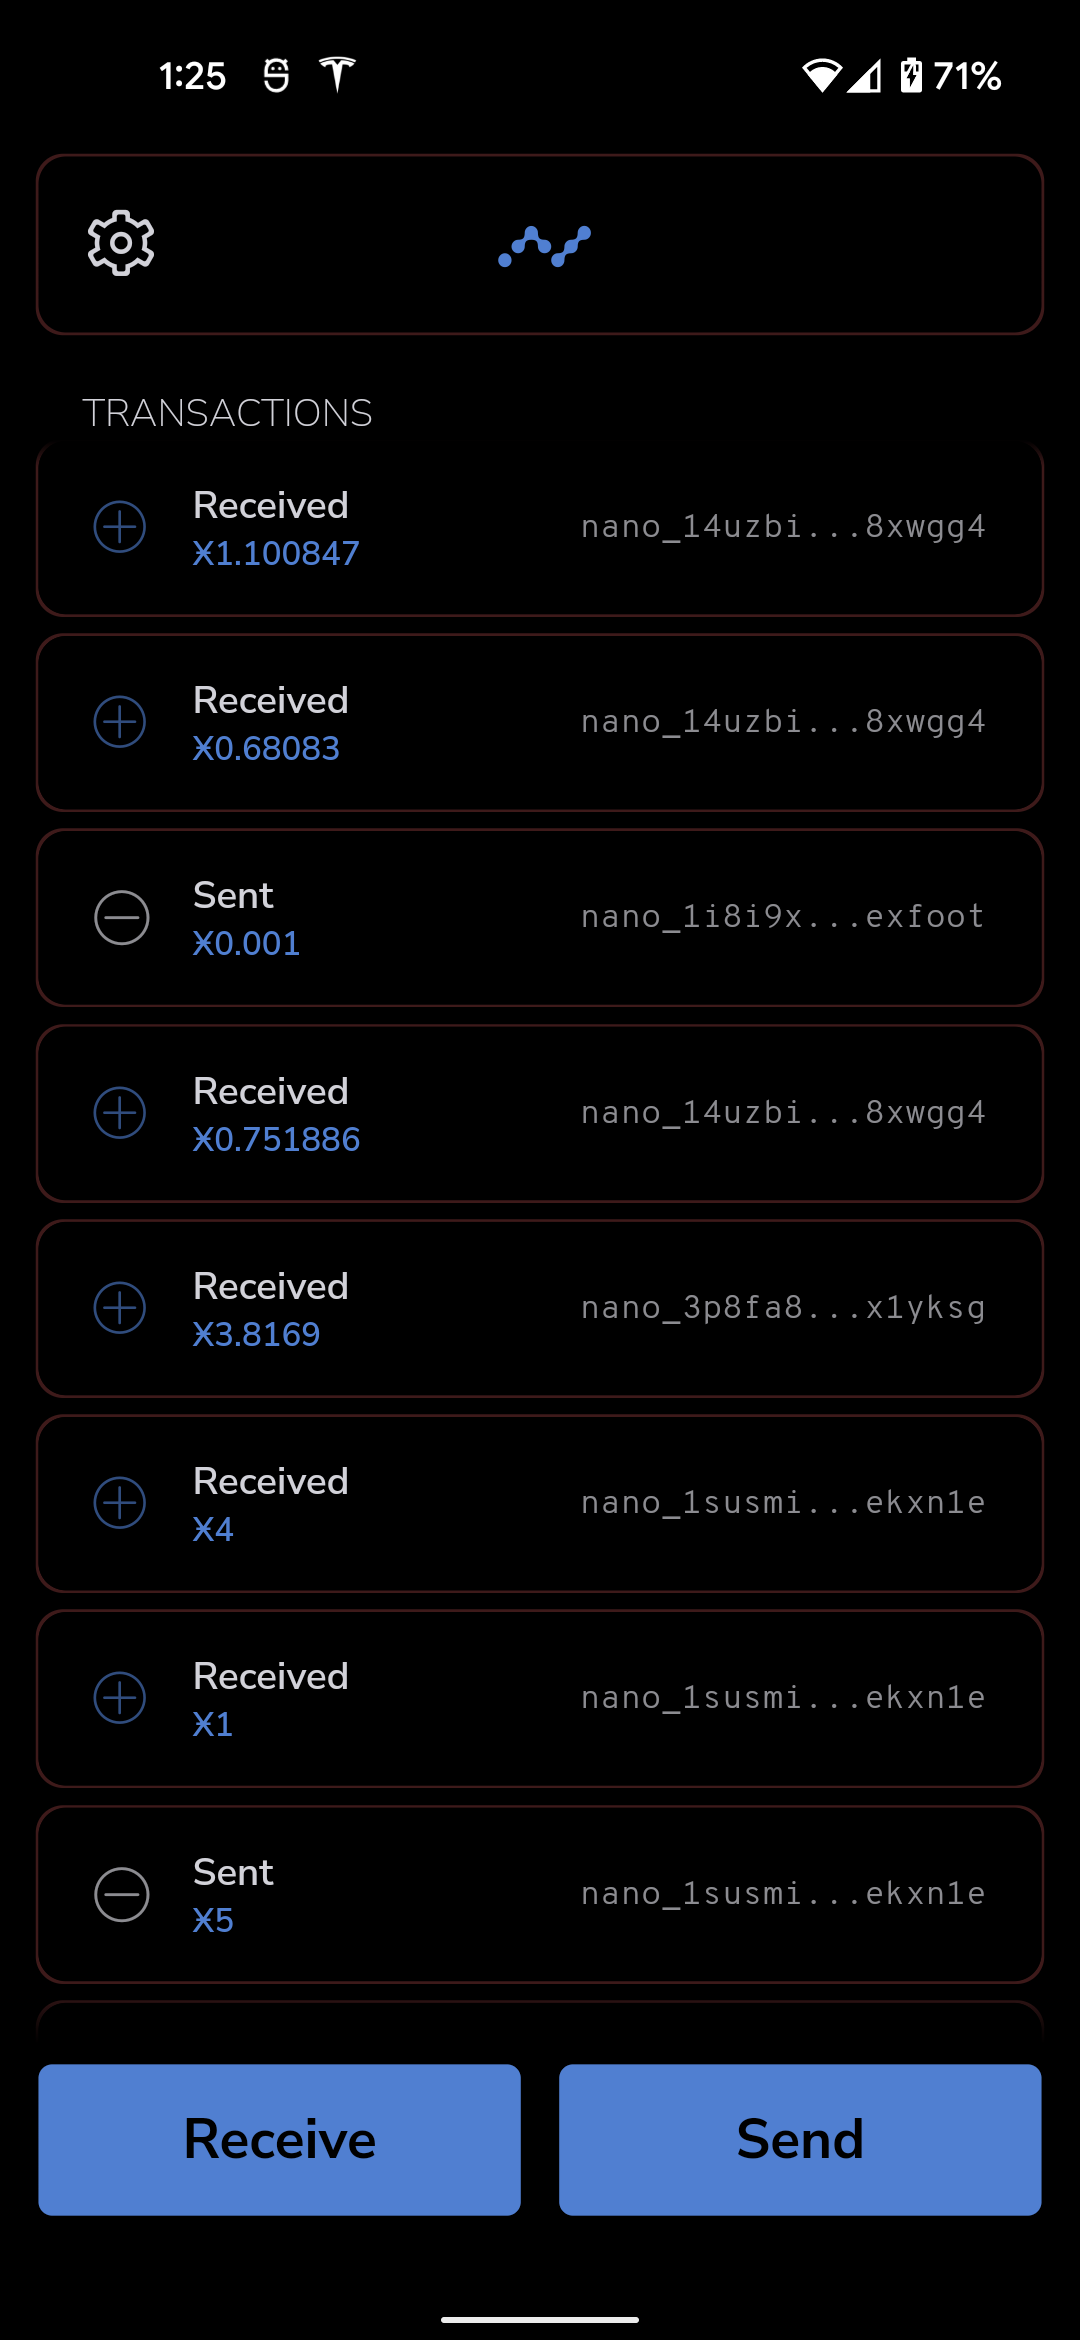 1:25
71%
TRANSACTIONS
Received
Ӿ1.100847
nano_14uzbi...8xwgg4
Received
Ӿ0.68083
nano_14uzbi...8xwgg4
Sent
Ӿ0.001
nano_1i8i9x...exfoot
Received
Ӿ0.751886
nano_14uzbi...8xwgg4
Received
Ӿ3.8169
nano_3p8fa8...x1yksg
Received
Ӿ4
nano_1susmi...ekxn1e
Received
Ӿ1
nano_1susmi...ekxn1e
Sent
Ӿ5
nano_1susmi...ekxn1e
Receive
Send